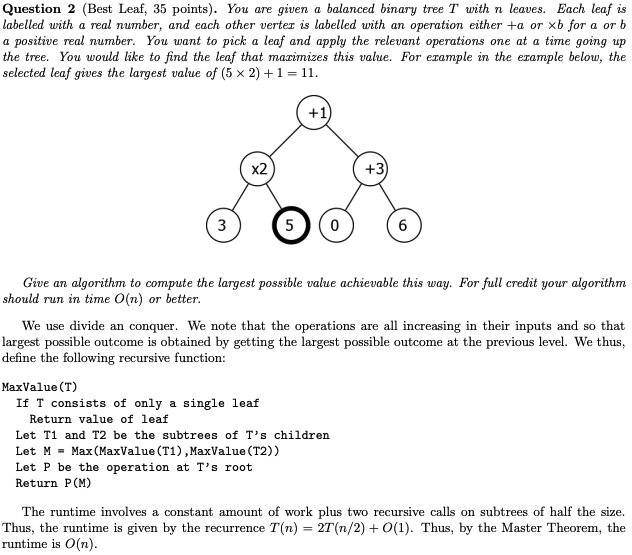 Question 2 (Best Leaf, 35 points). You are given a balanced binary tree T with n leaves. Each leaf is
labelled with a real number, and each other vertex is labelled with an operation either +a or ×b for a or b
a positive real number. You want to pick a leaf and apply the relevant operations one at a time going up
the tree. You would like to find the leaf that maximizes this value. For example in the example below, the
selected leaf gives the largest value of (5 × 2) + 1 = 11.
+1
x2 +3
3 5 0 6
Give an algorithm to compute the largest possible value achievable this way. For full credit your algorithm
should run in time O(n) or better.
We use divide an conquer. We note that the operations are all increasing in their inputs and so that
largest possible outcome is obtained by getting the largest possible outcome at the previous level. We thus,
define the following recursive function:
MaxValue(T)
If T consists of only a single leaf
Return value of leaf
Let T1 and T2 be the subtrees of T's children
Let M = Max(MaxValue(T1),MaxValue(T2))
Let P be the operation at T's root
Return P(M)
The runtime involves a constant amount of work plus two recursive calls on subtrees of half the size.
Thus, the runtime is given by the recurrence T(n) = 2T(n/2) + O(1). Thus, by the Master Theorem, the
runtime is O(n).